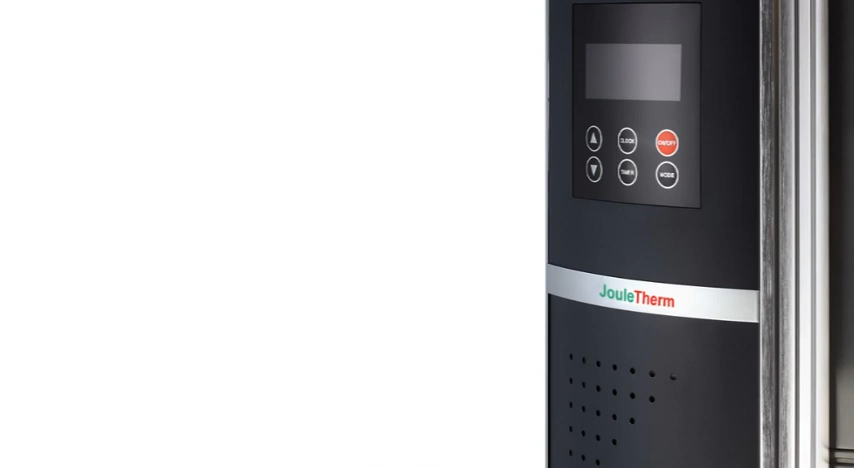 CLOCK
ON/OFF
TIMER
MODE
JouleTherm